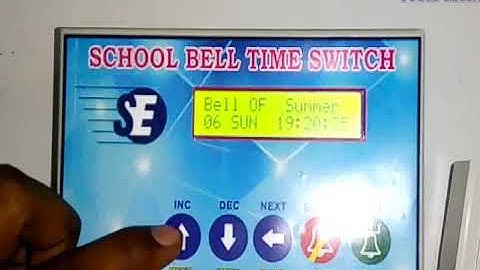 SCHOOL BELL TIME SWITCH
SE
Bell OF Summer
06 SUN 19:20:25
INC DEC NEXT